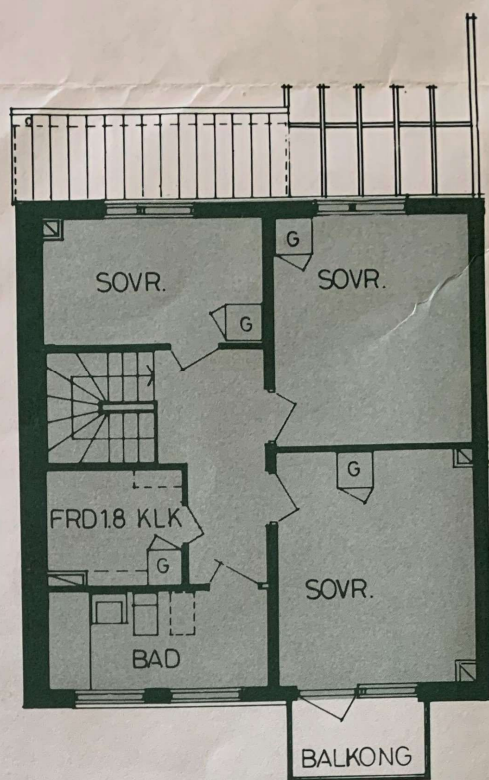 G
SOVR.
SOVR.
G
G
FRD 1.8 KLK
G
SOVR.
BAD
BALKONG